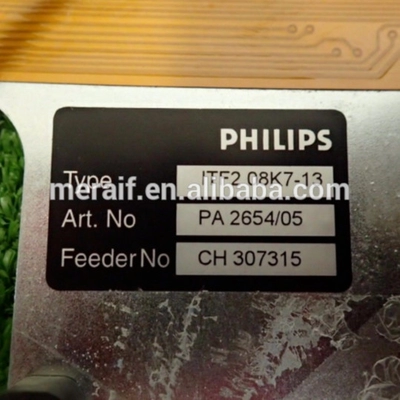 PHILIPS
Type ITF2 08K7-13
meraif.en.alibaba.com
Art. No PA 2654/05
Feeder No CH 307315